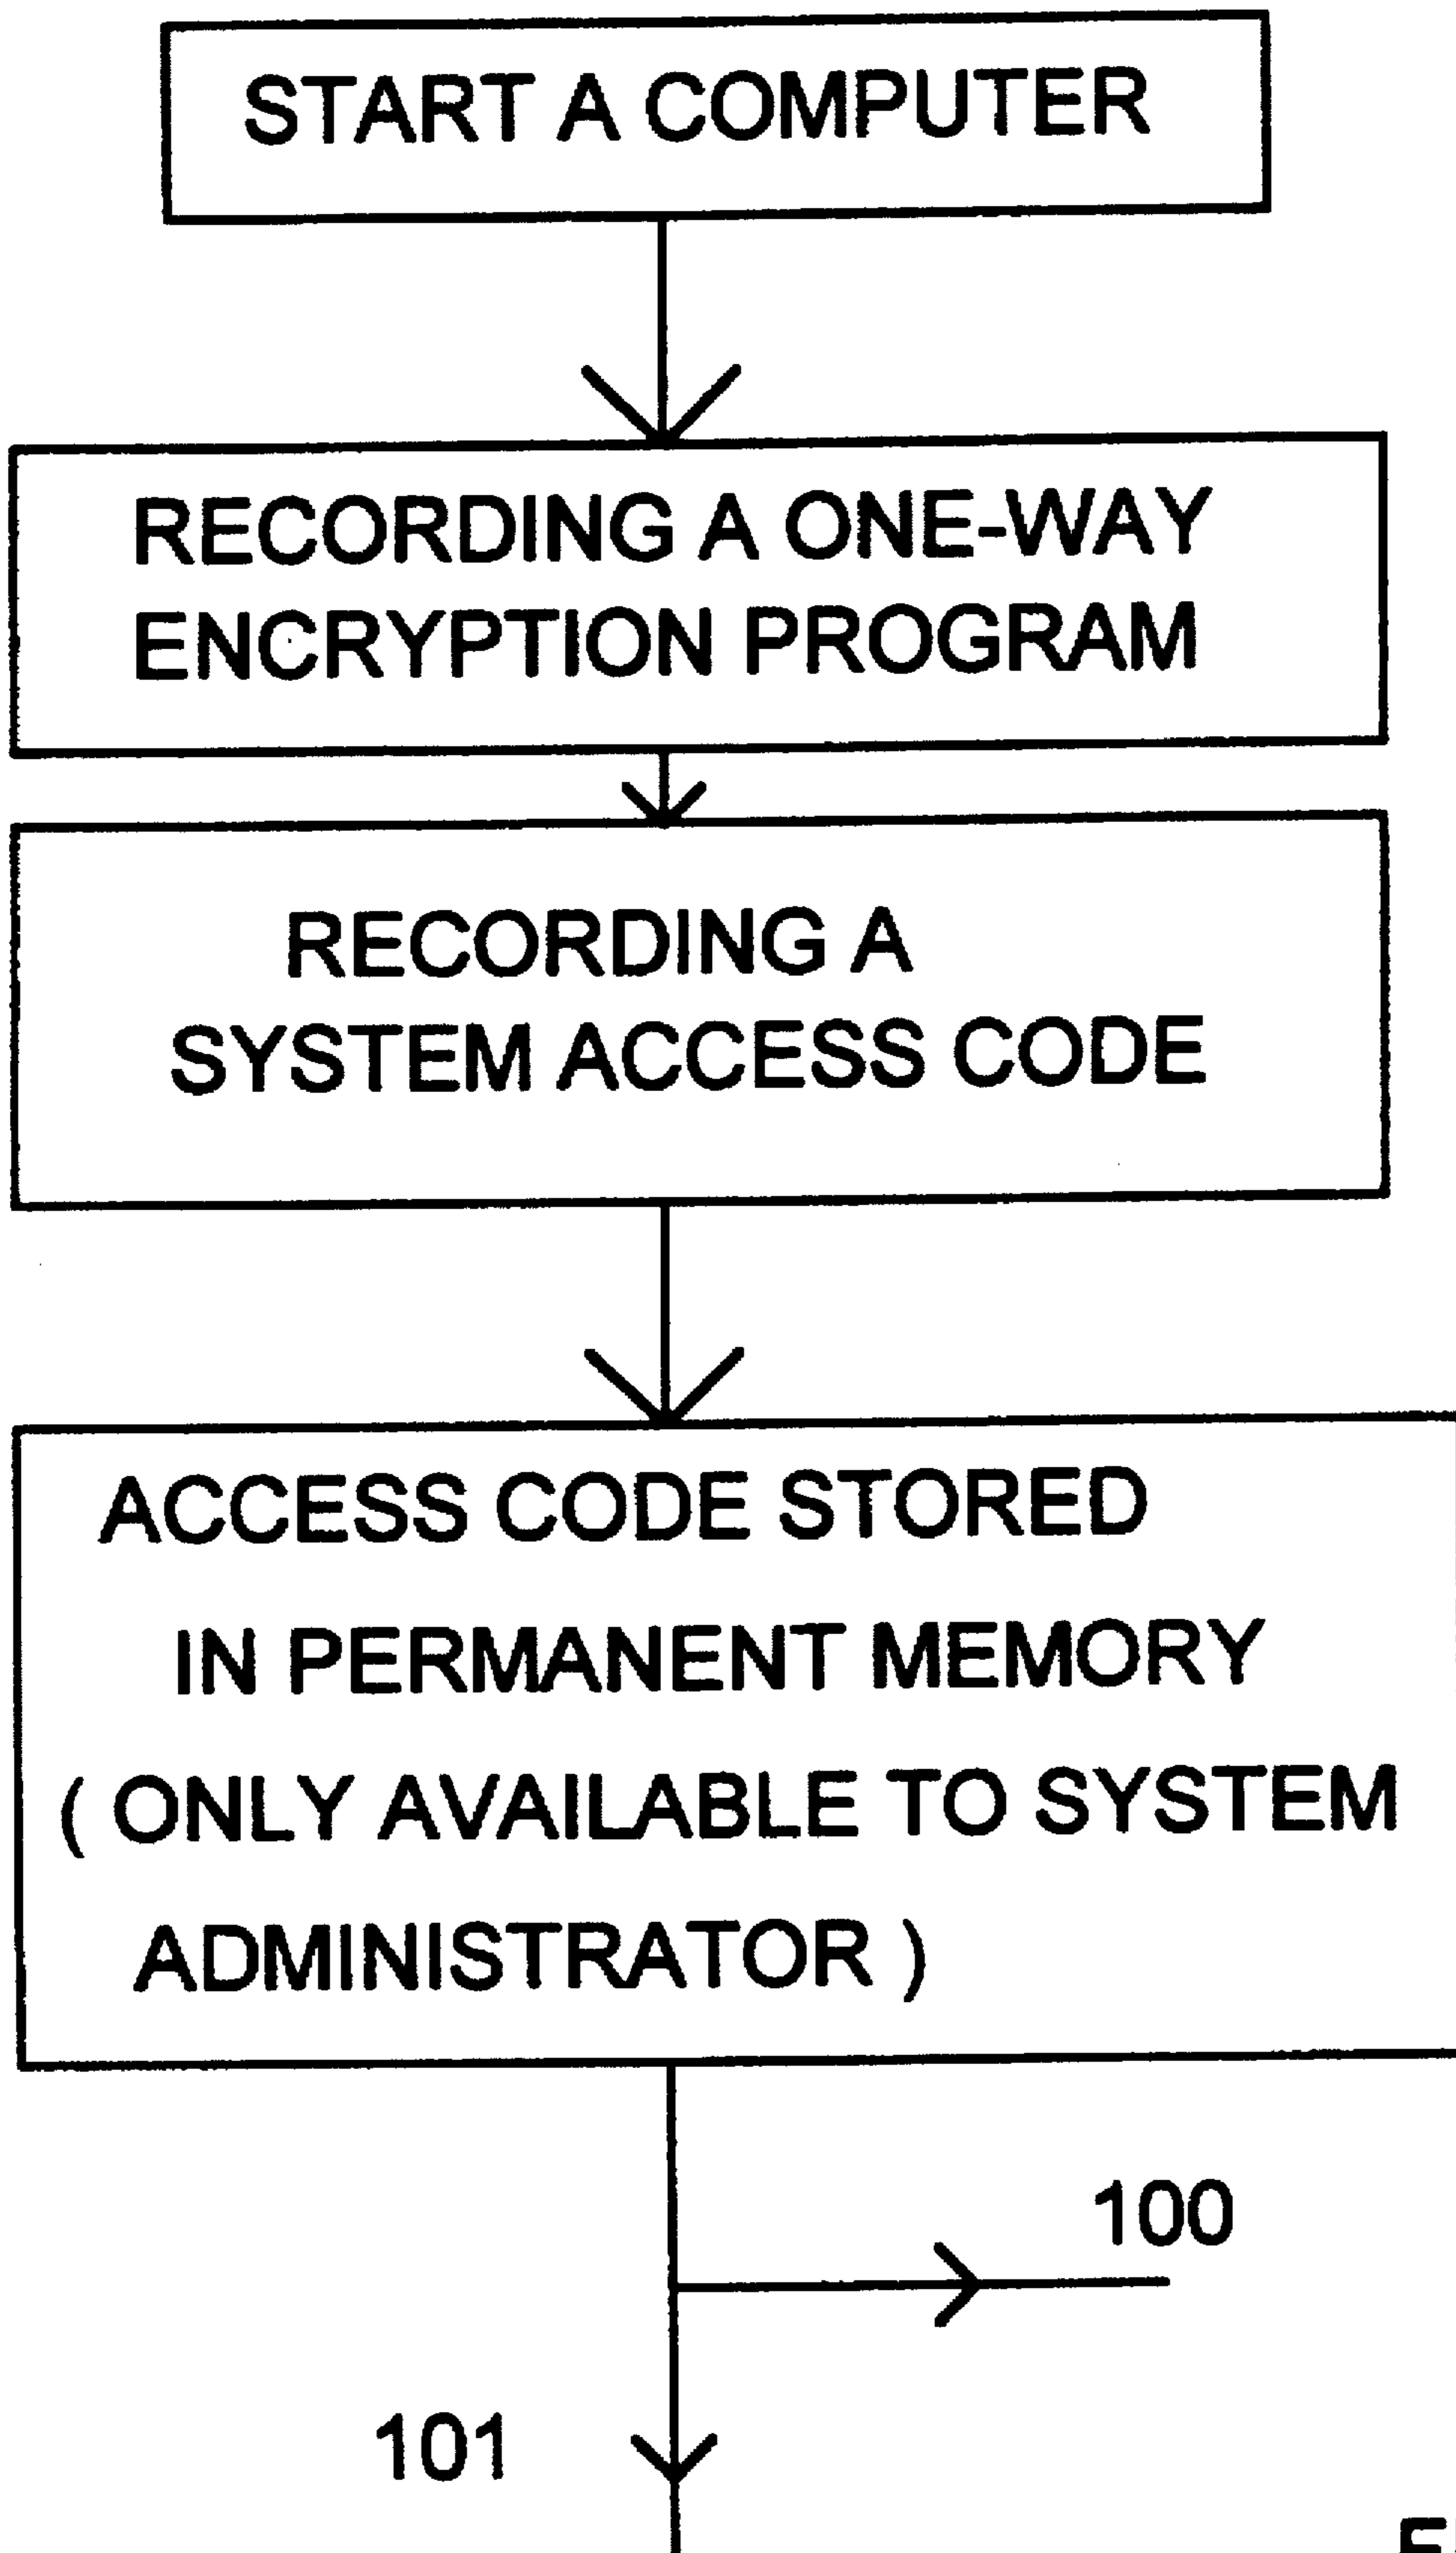 START A COMPUTER
RECORDING A ONE-WAY
ENCRYPTION PROGRAM
RECORDING A
SYSTEM ACCESS CODE
ACCESS CODE STORED
IN PERMANENT MEMORY
( ONLY AVAILABLE TO SYSTEM
ADMINISTRATOR )
100
101